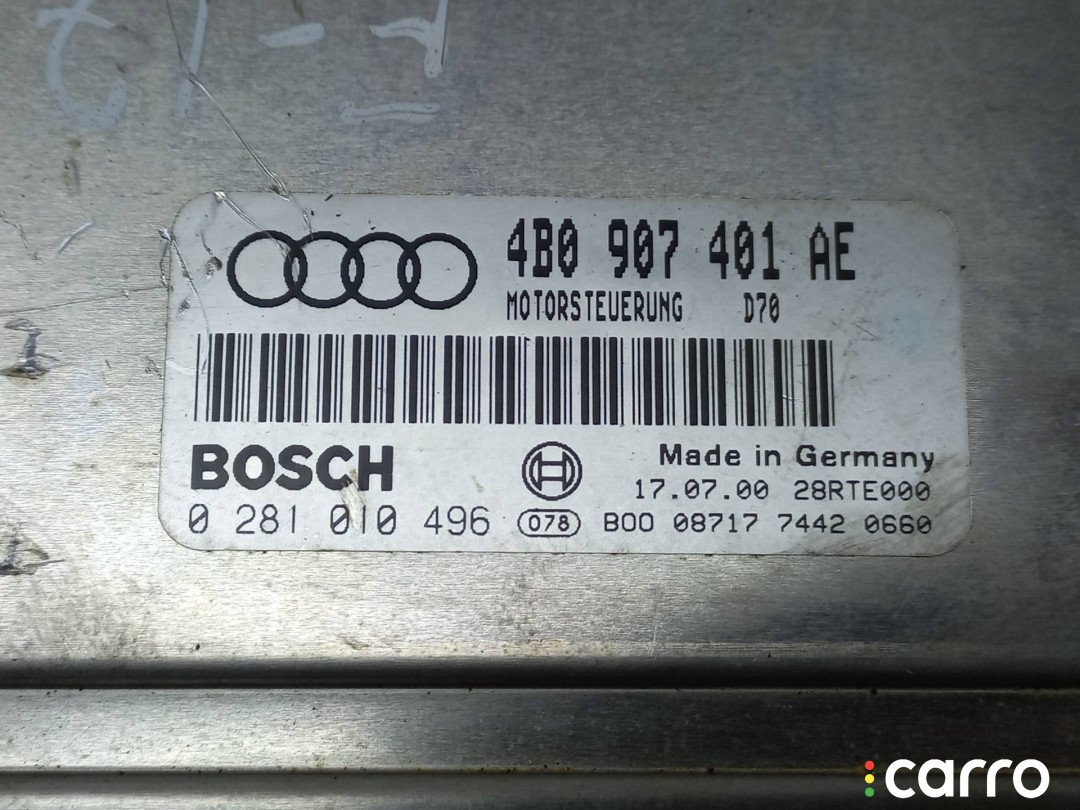 4B0 907 401 AE
MOTORSTEUERUNG D70
BOSCH
Made in Germany
17.07.00 28RTE000
0 281 010 496 078 B00 08717 7442 0660
carro